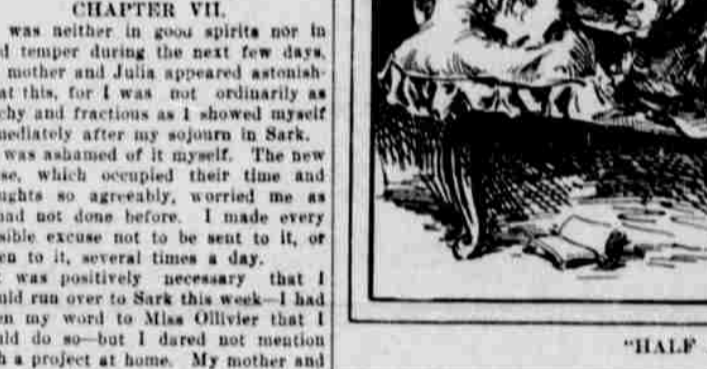 CHAPTER VII.
was neither in good spirits nor in
d temper during the next few days.
mother and Julia appeared astonish-
at this, for I was not ordinarily as
chy and fractious as I showed myself
mediately after my sojourn in Sark.
was ashamed of it myself. The new
se, which occupied their time and
ughts so agreeably, worried me as
had not done before. I made every
sible excuse not to be sent to it, or
en to it, several times a day.
t was positively necessary that I
uld run over to Sark this week—I had
en my word to Miss Ollivier that I
uld do so—but I dared not mention
h a project at home. My mother and
"HALF